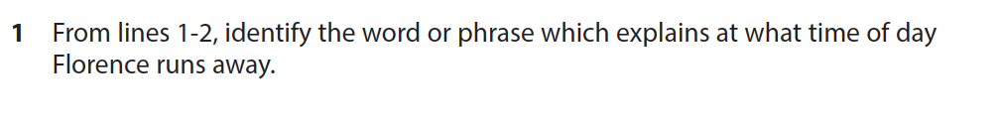 1 From lines 1-2, identify the word or phrase which explains at what time of day
Florence runs away.